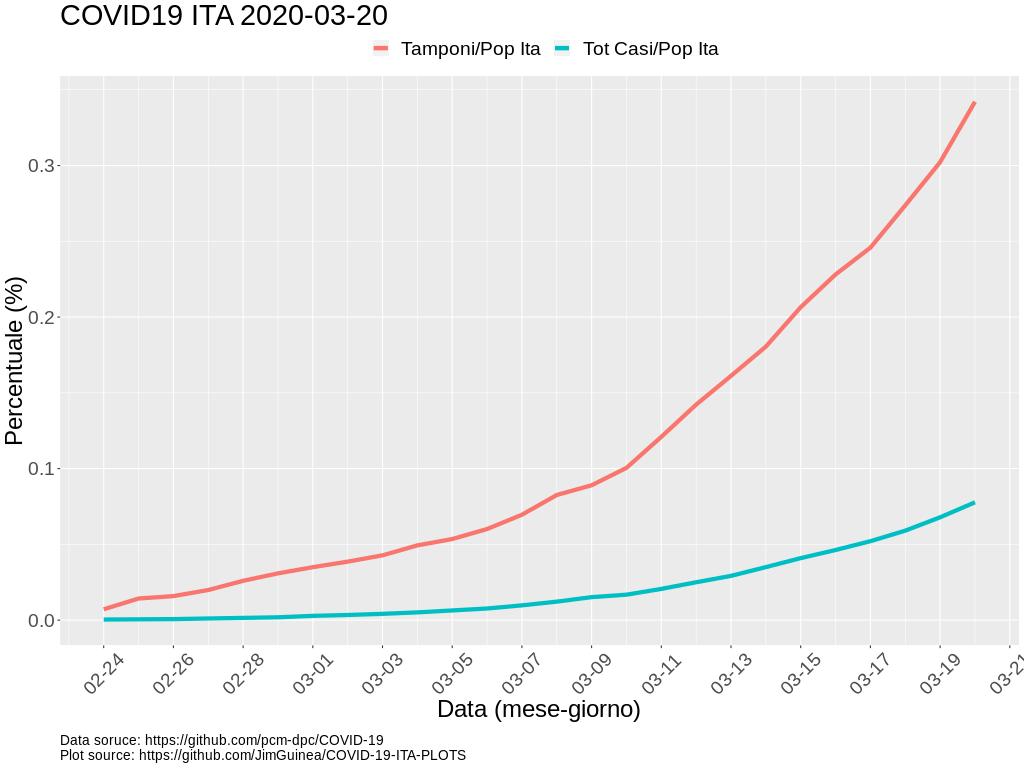 COVID19 ITA 2020-03-20
Tamponi/Pop Ita Tot Casi/Pop Ita
Percentuale (%)
0.3
0.2
0.1
0.0
02-24 02-26 02-28 03-01 03-03 03-05 03-07 03-09 03-11 03-13 03-15 03-17 03-19 03-21
Data (mese-giorno)
Data soruce: https://github.com/pcm-dpc/COVID-19
Plot source: https://github.com/JimGuinea/COVID-19-ITA-PLOTS